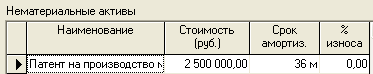 Нематериальные активы
Наименование Стоимость (руб.) Срок амортиз. % износа
Патент на производство 2 500 000,00 36 м 0,00